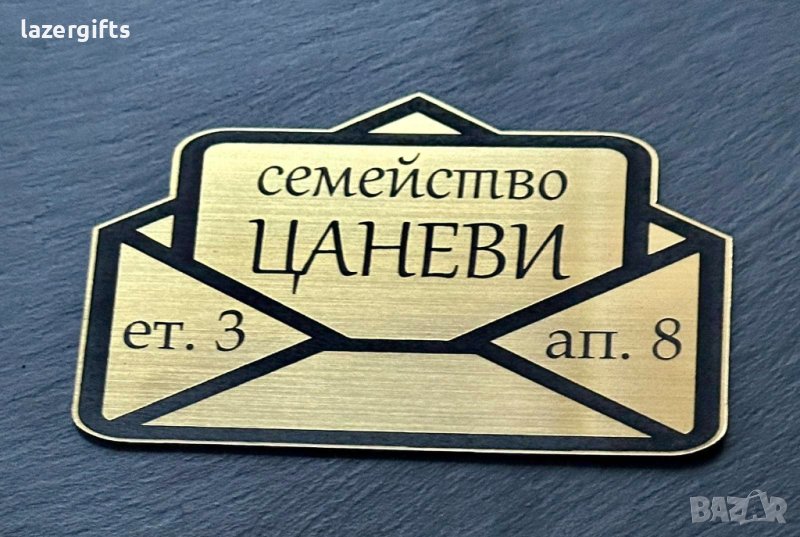 lazergifts
семейство
ЦАНЕВИ
ет. 3
ап. 8
BAZAR